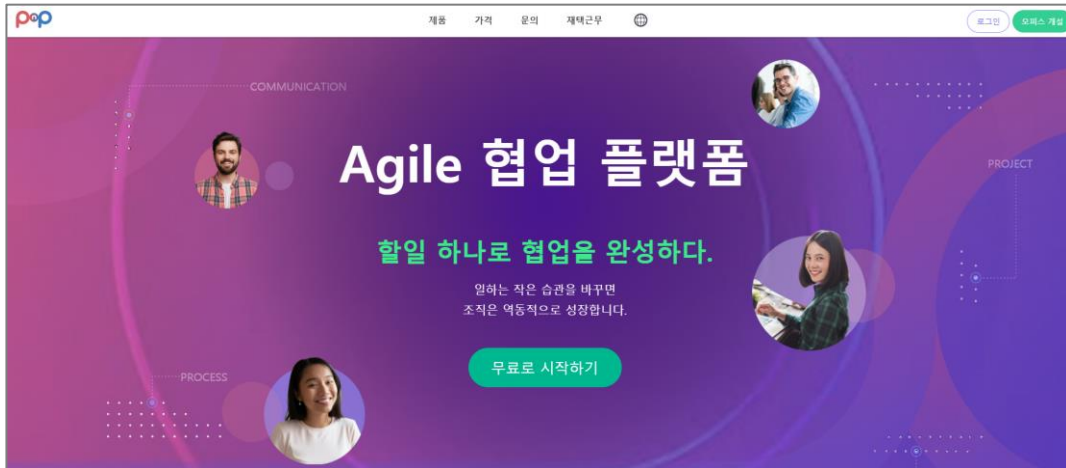 pop
제품 가격 문의 재택근무
로그인 오피스 개설
COMMUNICATION
PROJECT
Agile 협업 플랫폼
할일 하나로 협업을 완성하다.
일하는 작은 습관을 바꾸면
조직은 역동적으로 성장합니다.
무료로 시작하기
PROCESS